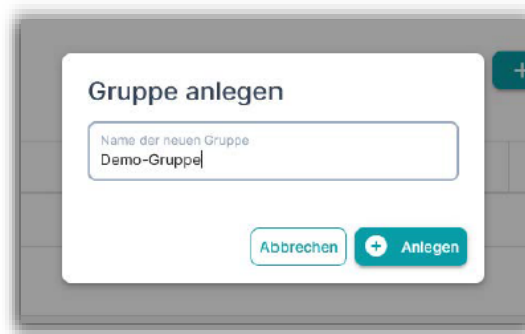 Gruppe anlegen
Name der neuen Gruppe
Demo-Gruppe
Abbrechen
+ Anlegen